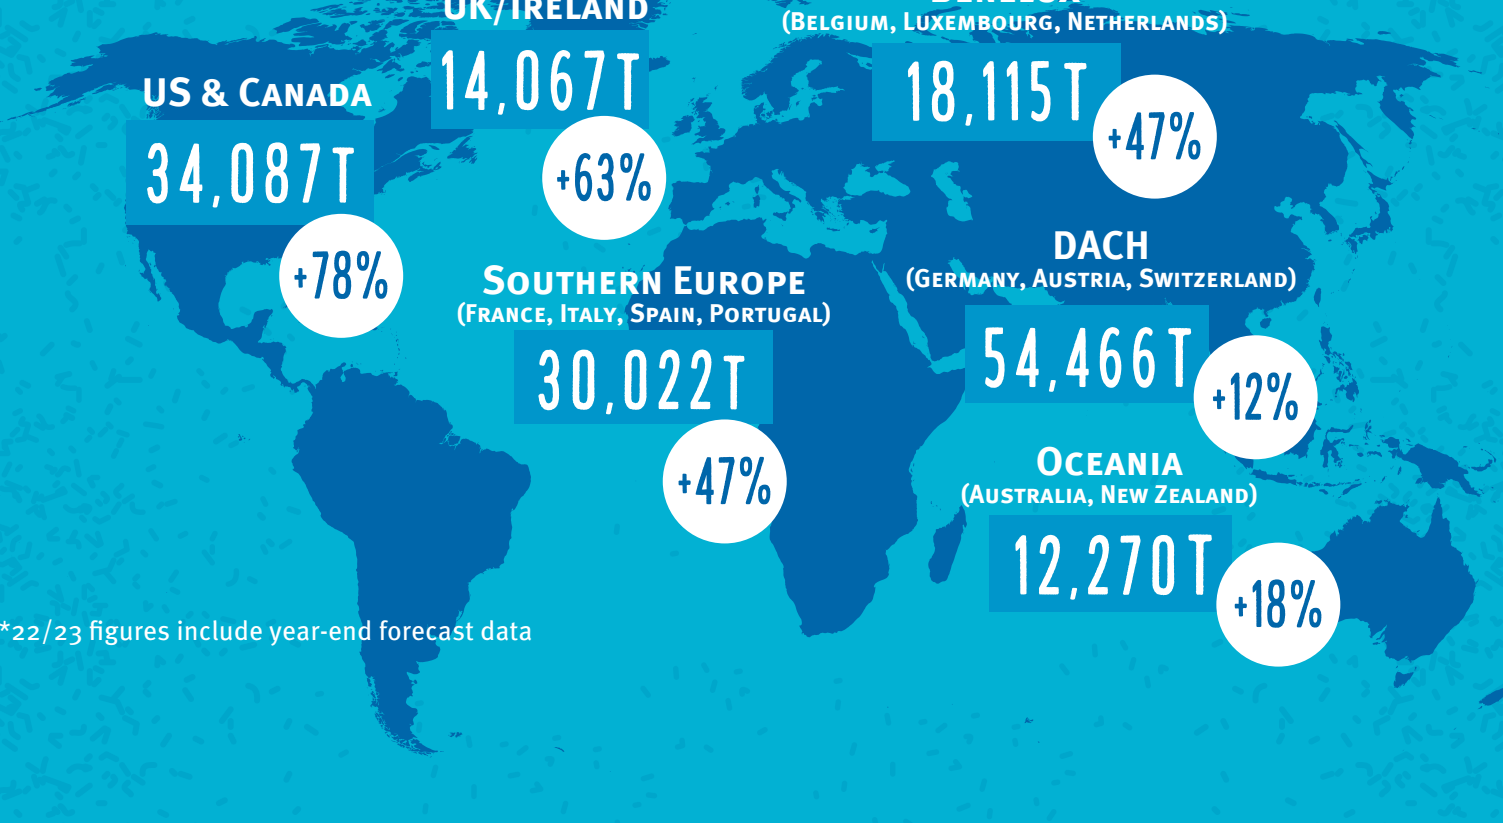 UK/IRELAND
14,067T
+63%
(BELGIUM, LUXEMBOURG, NETHERLANDS)
18,115T
+47%
US & CANADA
34,087T
+78%
SOUTHERN EUROPE
(FRANCE, ITALY, SPAIN, PORTUGAL)
30,022T
+47%
DACH
(GERMANY, AUSTRIA, SWITZERLAND)
54,466T
+12%
OCEANIA
(AUSTRALIA, NEW ZEALAND)
12,270T
+18%
*22/23 figures include year-end forecast data